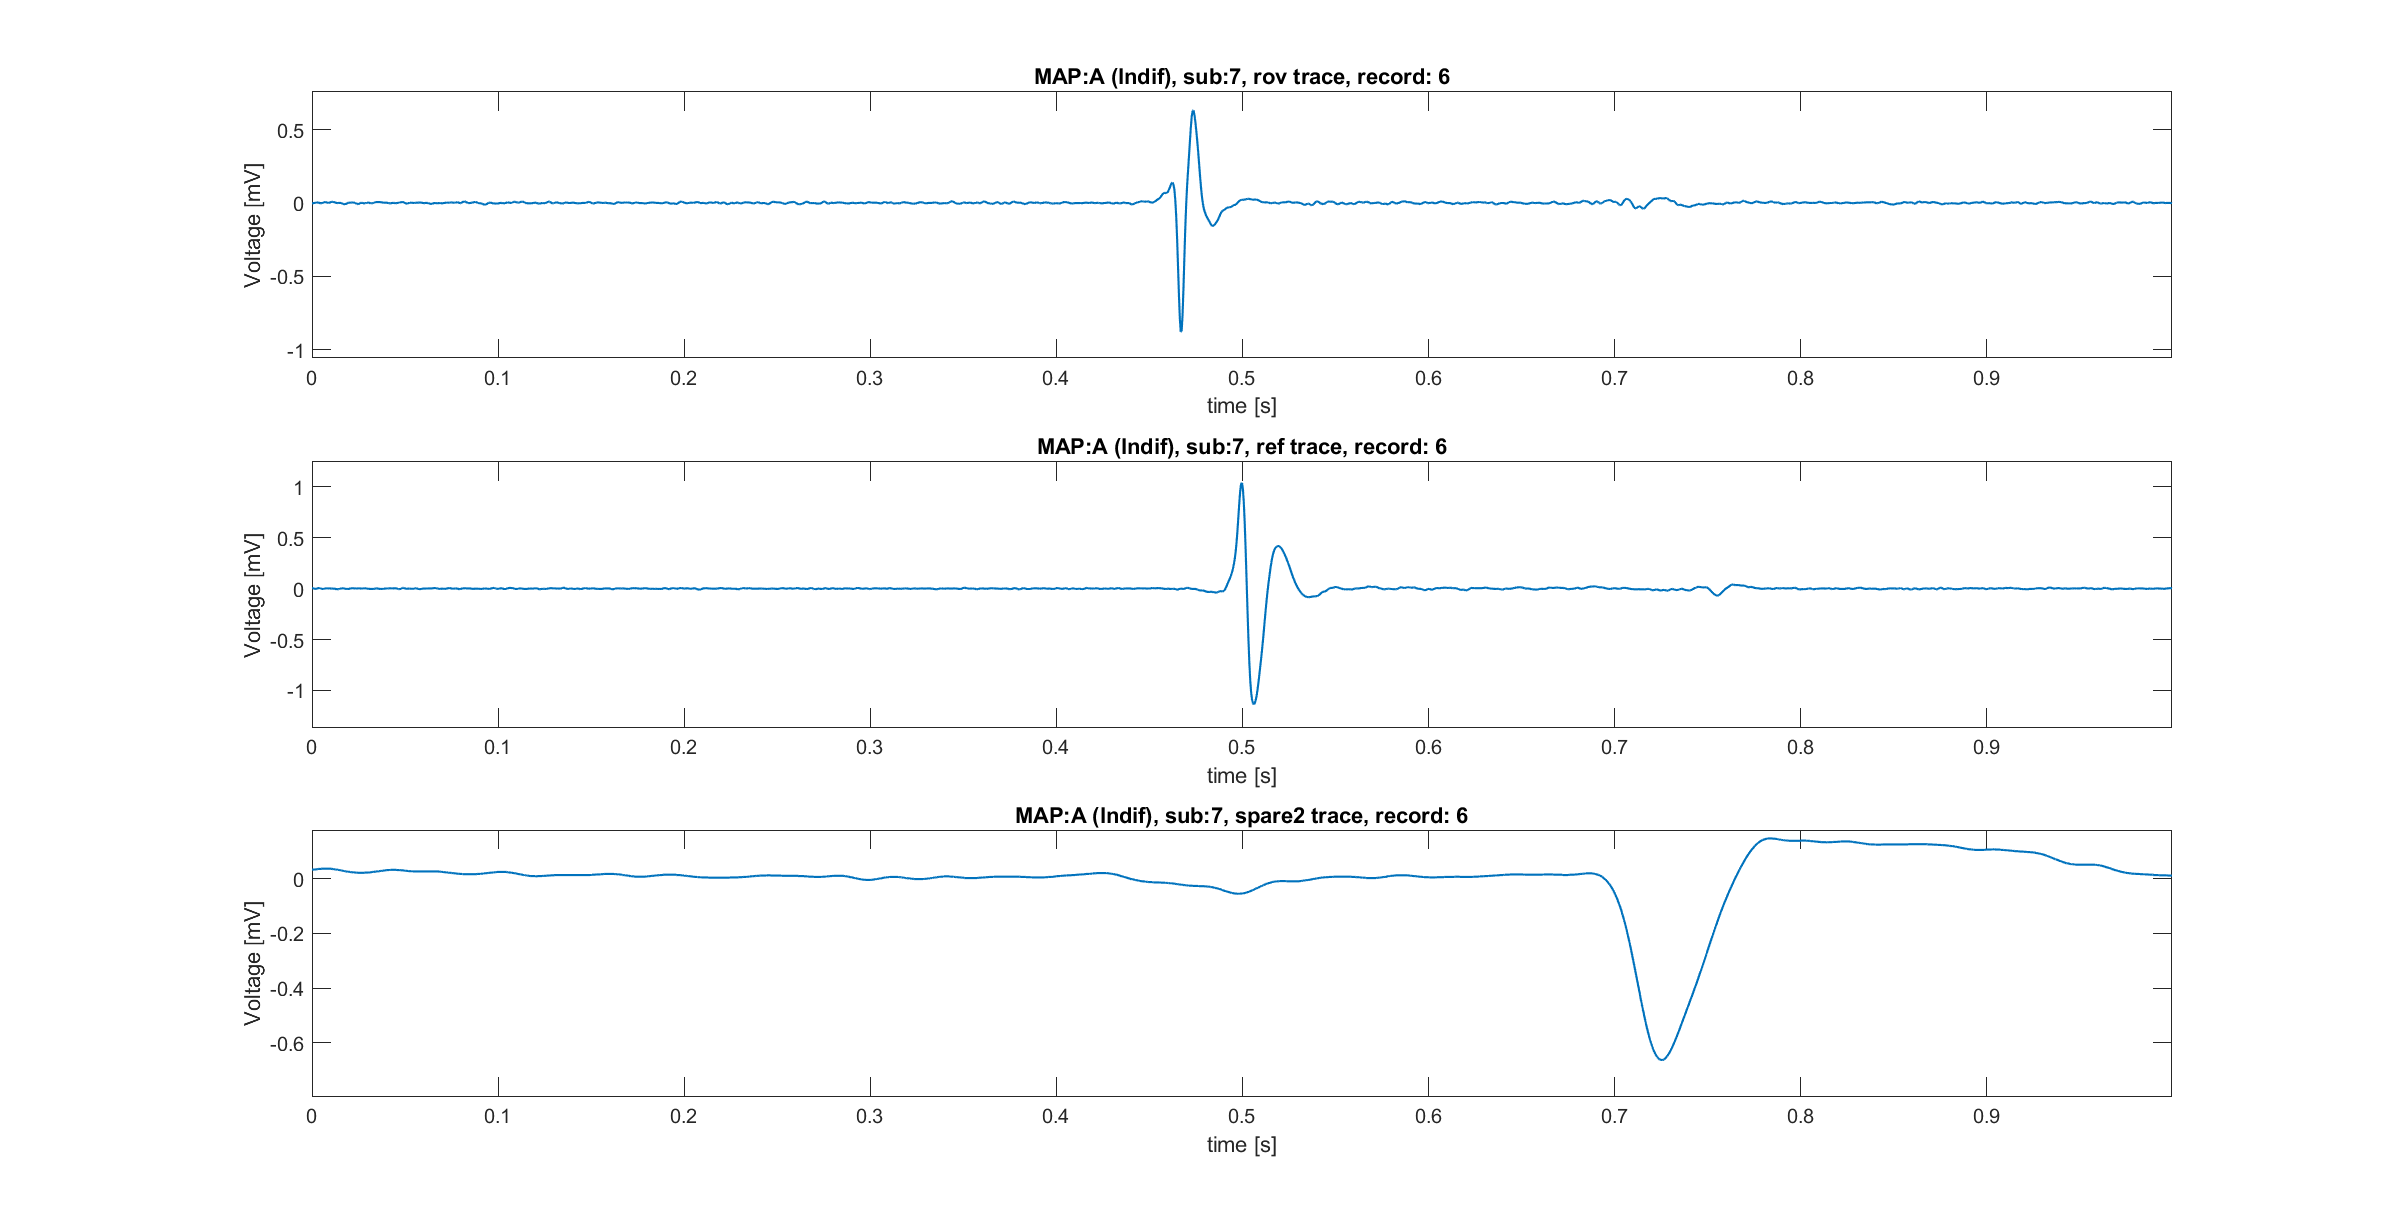 MAP:A (Indif), sub:7, rov trace, record: 6
Voltage [mV]
0.5
0
-0.5
-1
0 0.1 0.2 0.3 0.4 0.5 0.6 0.7 0.8 0.9
time [s]
MAP:A (Indif), sub:7, ref trace, record: 6
Voltage [mV]
1
0.5
0
-0.5
-1
0 0.1 0.2 0.3 0.4 0.5 0.6 0.7 0.8 0.9
time [s]
MAP:A (Indif), sub:7, spare2 trace, record: 6
Voltage [mV]
0
-0.2
-0.4
-0.6
0 0.1 0.2 0.3 0.4 0.5 0.6 0.7 0.8 0.9
time [s]